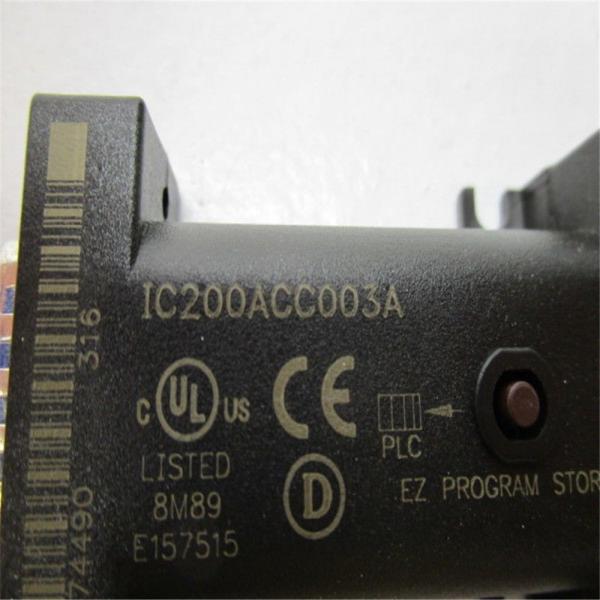 IC200ACC003A
C UL US
CE
PLC
LISTED
8M89
E157515
D
EZ PROGRAM STOR
316
74490